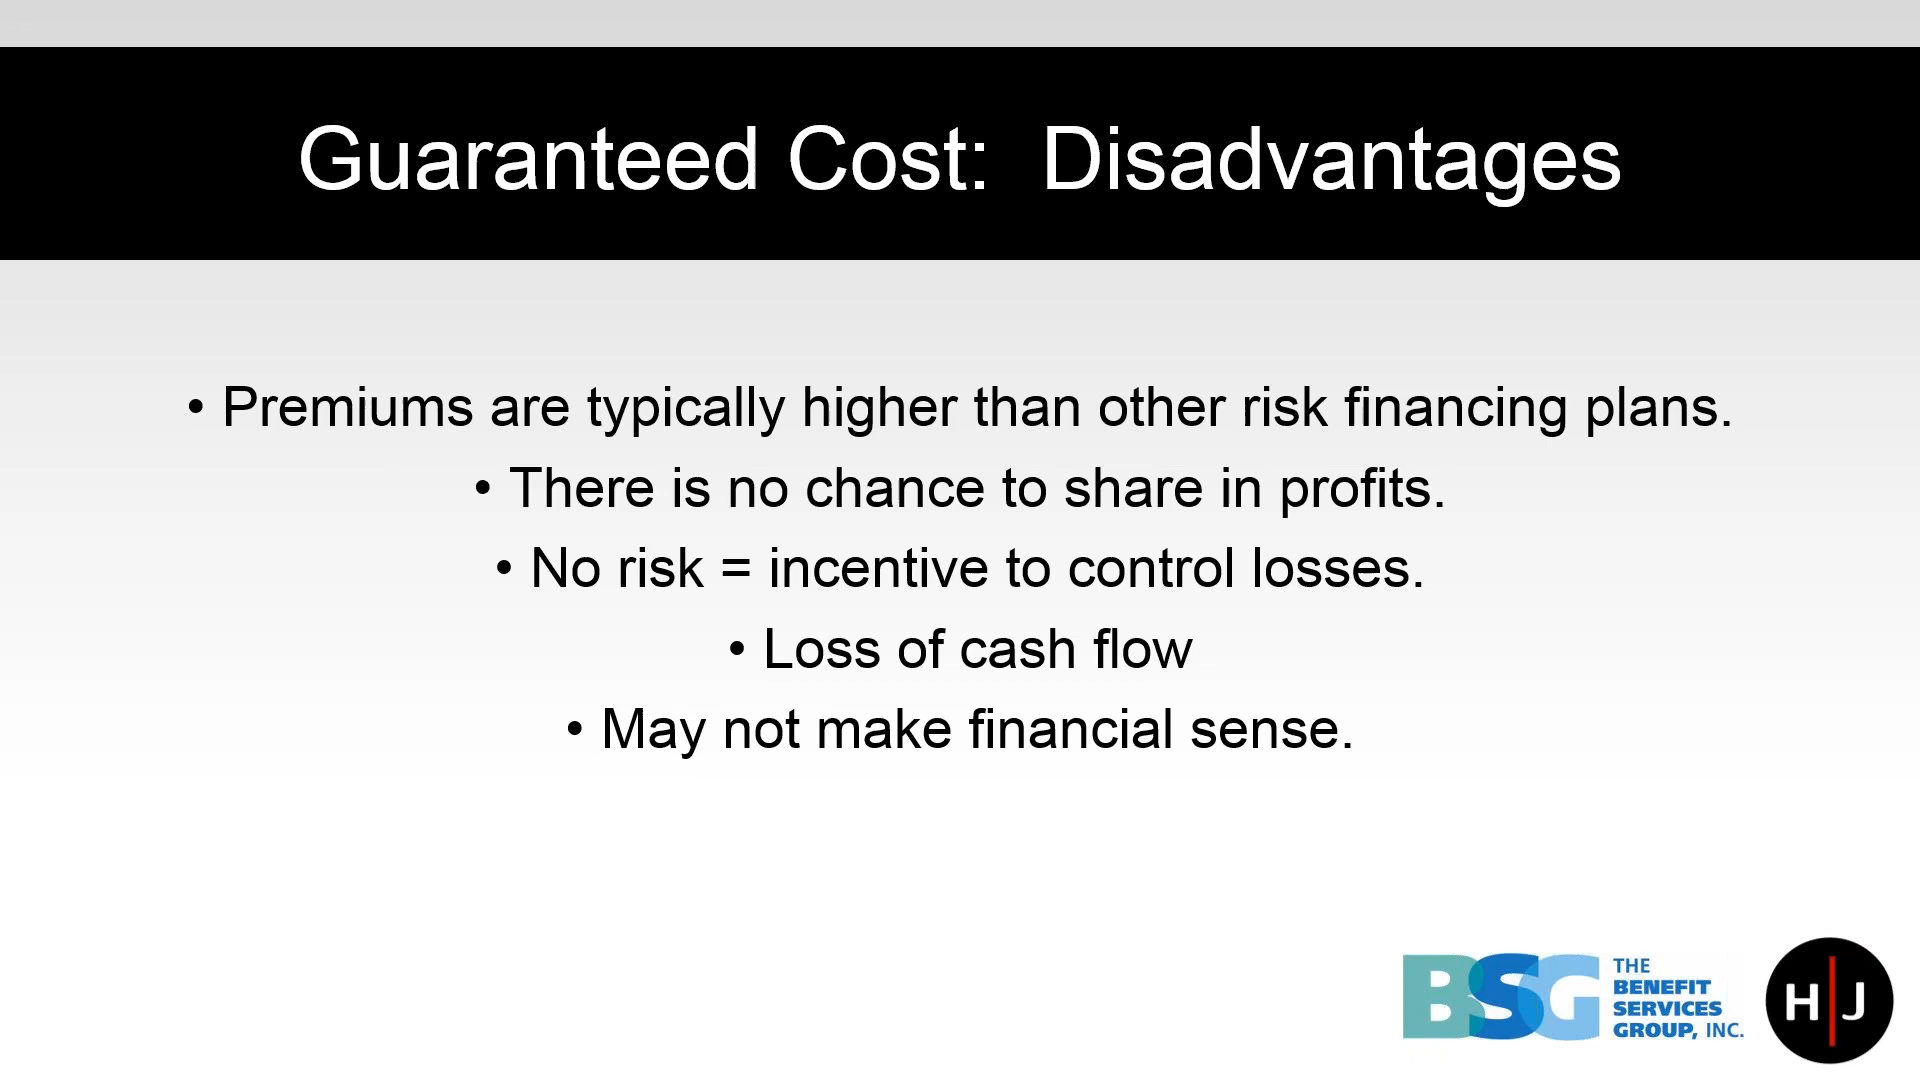 Guaranteed Cost:  Disadvantages
• Premiums are typically higher than other risk financing plans.
• There is no chance to share in profits.
• No risk = incentive to control losses.
• Loss of cash flow
• May not make financial sense.
BSG
THE
BENEFIT
SERVICES
GROUP, INC.
H|J